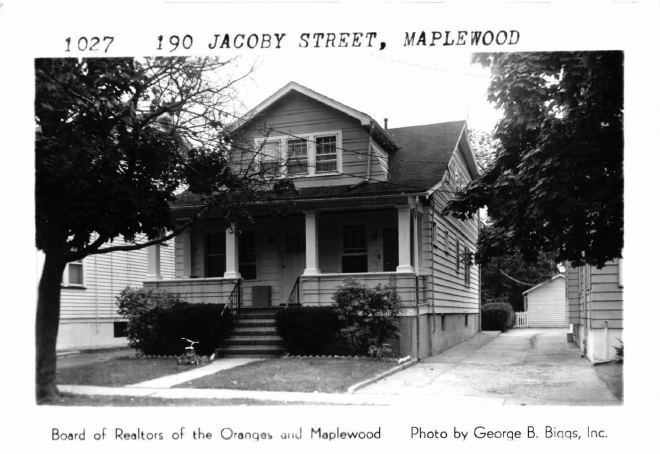 1027 190 JACOBY STREET, MAPLEWOOD
Board of Realtors of the Oranges and Maplewood Photo by George B. Biggs, Inc.